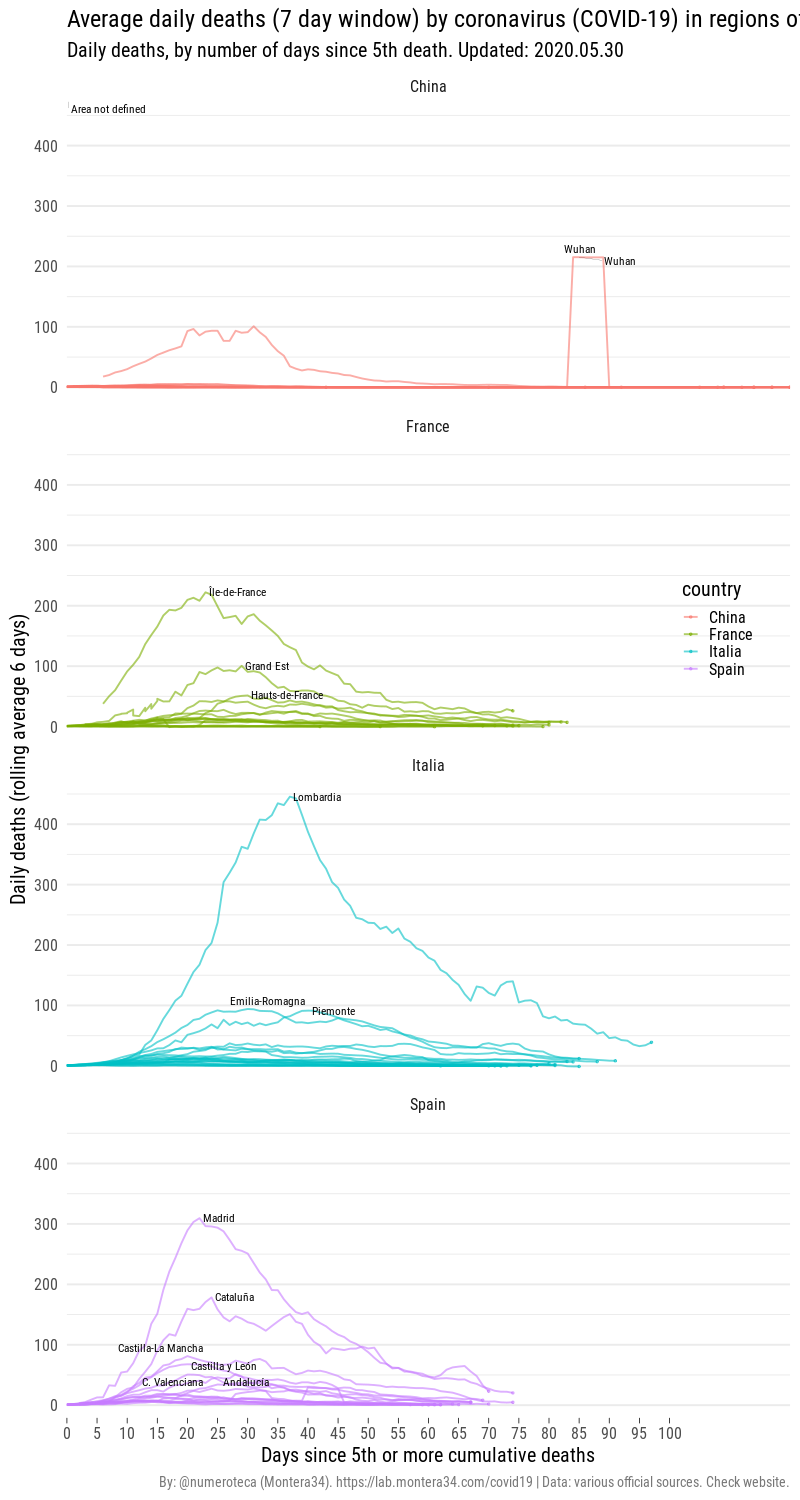 Average daily deaths (7 day window) by coronavirus (COVID-19) in regions of
Daily deaths, by number of days since 5th death. Updated: 2020.05.30
China
Area not defined
400
300
200
100
0
Wuhan
Wuhan
France
400
300
200
100
0
Île-de-France
Grand Est
Hauts-de-France
country
China
France
Italia
Spain
Daily deaths (rolling average 6 days)
Italia
400
300
200
100
0
Lombardia
Emilia-Romagna
Piemonte
Spain
400
300
200
100
0
Madrid
Cataluña
Castilla-La Mancha
Castilla y León
C. Valenciana
Andalucía
0 5 10 15 20 25 30 35 40 45 50 55 60 65 70 75 80 85 90 95 100
Days since 5th or more cumulative deaths
By: @numeroteca (Montera34). https://lab.montera34.com/covid19 | Data: various official sources. Check website.